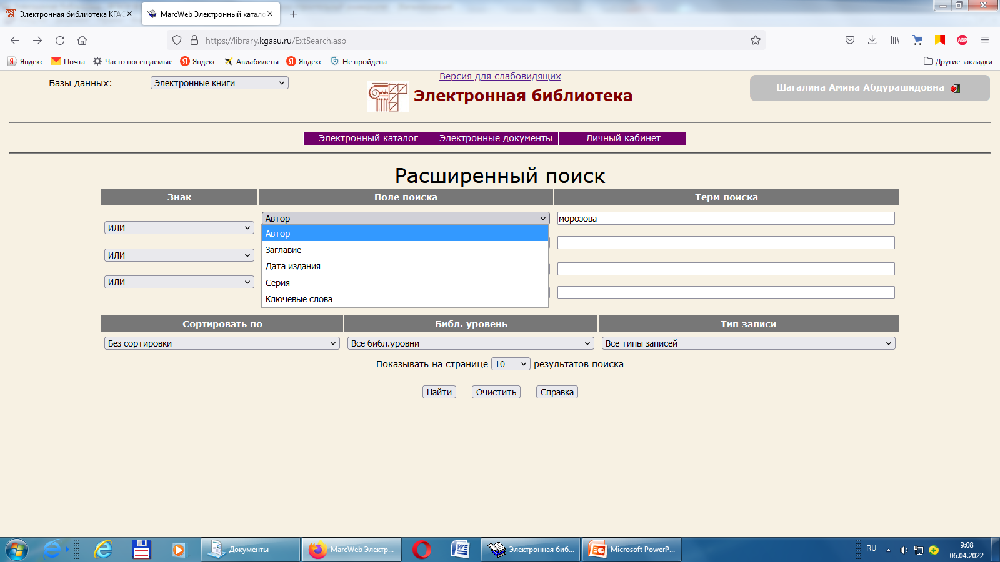 Электронная библиотека КГАС
MarcWeb Электронный катало
https://library.kgasu.ru/ExtSearch.asp
ABP
Яндекс
Почта
Часто посещаемые
Яндекс
Авиабилеты
Яндекс
Не пройдена
Другие закладки
Базы данных:
Электронные книги
Версия для слабовидящих
Электронная библиотека
Шагалина Амина Абдурашидовна
Электронный каталог
Электронные документы
Личный кабинет
Расширенный поиск
Знак
Поле поиска
Терм поиска
ИЛИ
ИЛИ
ИЛИ
Автор
Автор
Заглавие
Дата издания
Серия
Ключевые слова
морозова
Сортировать по
Библ. уровень
Тип записи
Без сортировки
Все библ.уровни
Все типы записей
Показывать на странице 10 результатов поиска
Найти
Очистить
Справка
Документы
MarcWeb Электр...
Электронная биб...
Microsoft PowerP...
RU
9:08
06.04.2022